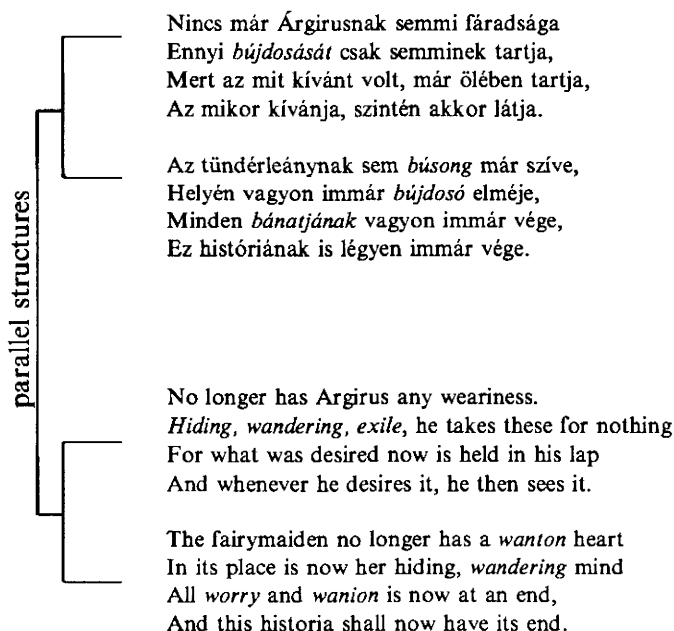 parallel structures
Nincs már Árgirusnak semmi fáradsága
Ennyi bújdosását csak semminek tartja,
Mert az mit kívánt volt, már ölében tartja,
Az mikor kívánja, szintén akkor látja.
Az tündérleánynak sem búsong már szíve,
Helyén vagyon immár bújdosó elméje,
Minden bánatjának vagyon immár vége,
Ez históriának is légyen immár vége.
No longer has Argirus any weariness.
Hiding, wandering, exile, he takes these for nothing
For what was desired now is held in his lap
And whenever he desires it, he then sees it.
The fairymaiden no longer has a wanton heart
In its place is now her hiding, wandering mind
All worry and wanion is now at an end,
And this historia shall now have its end.